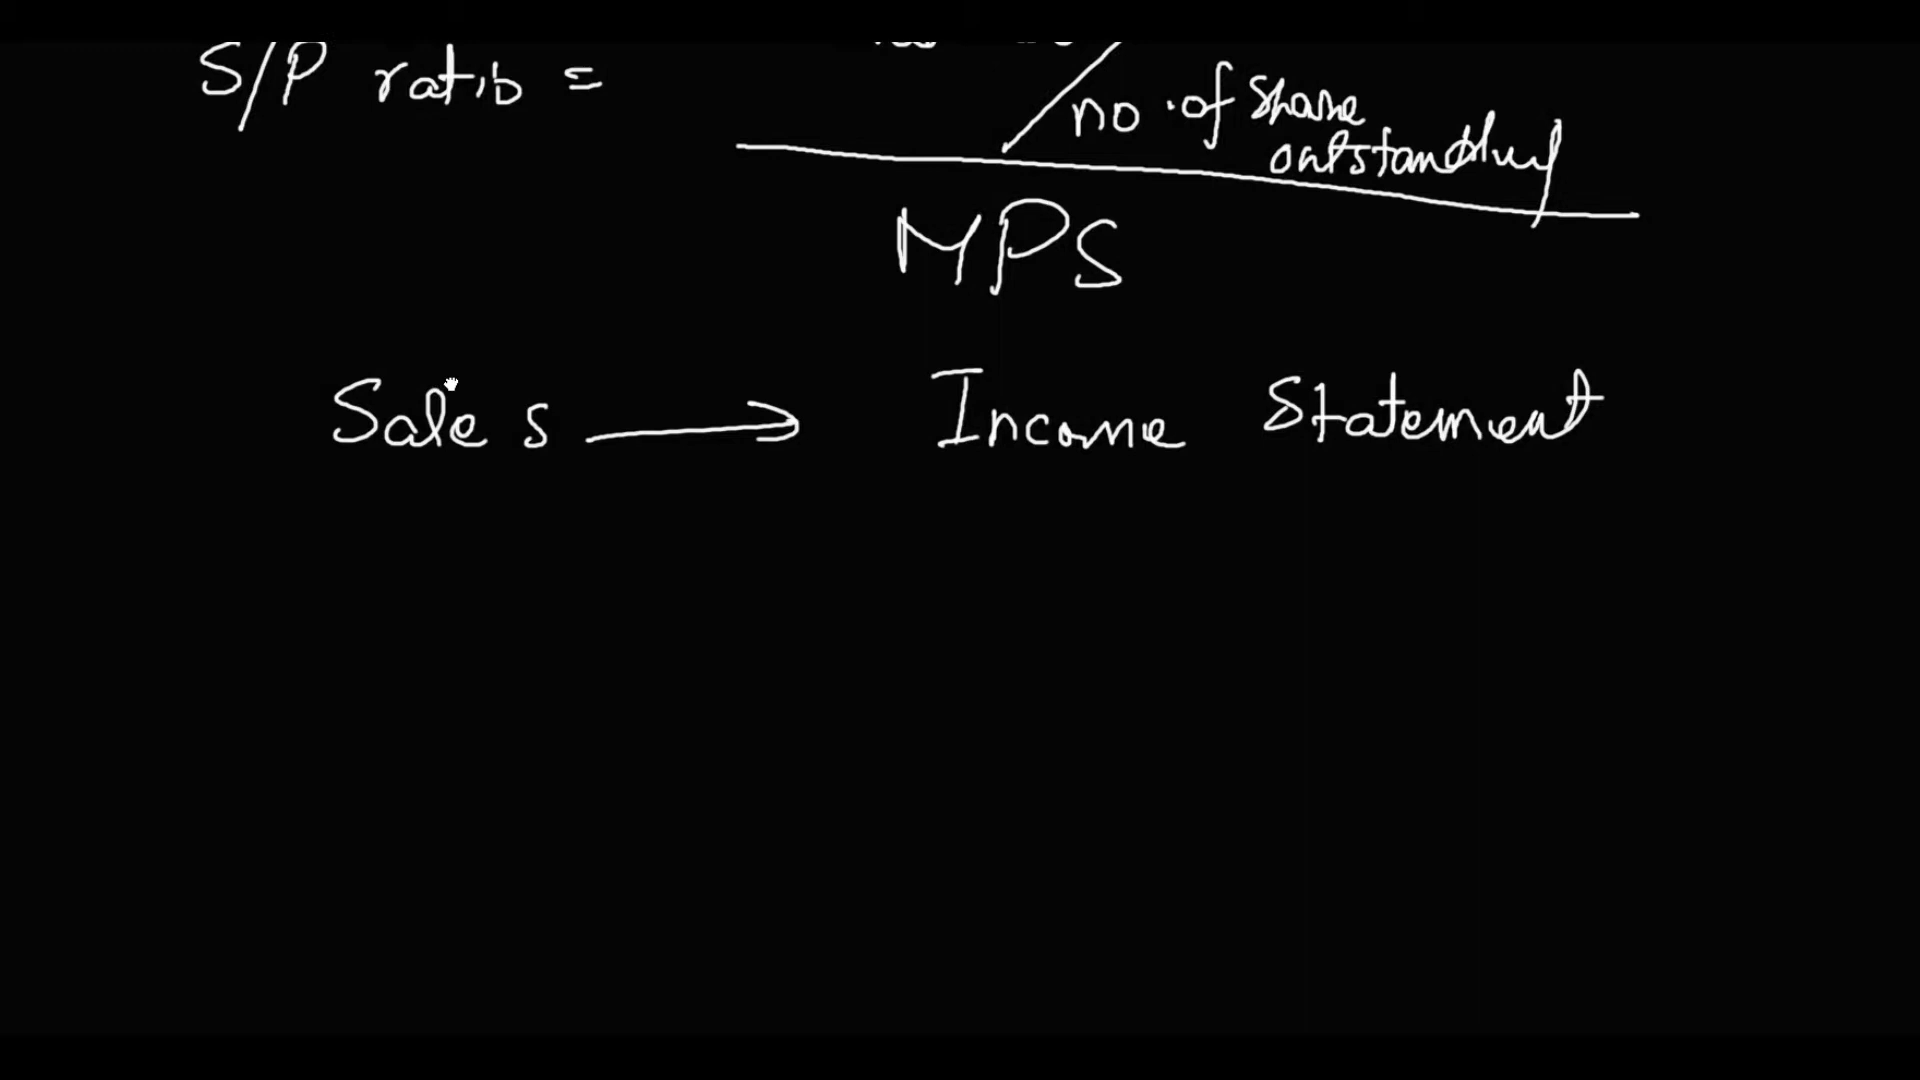 S/P ratio =
/ no. of share
outstanding
MPS
Sales → Income Statement